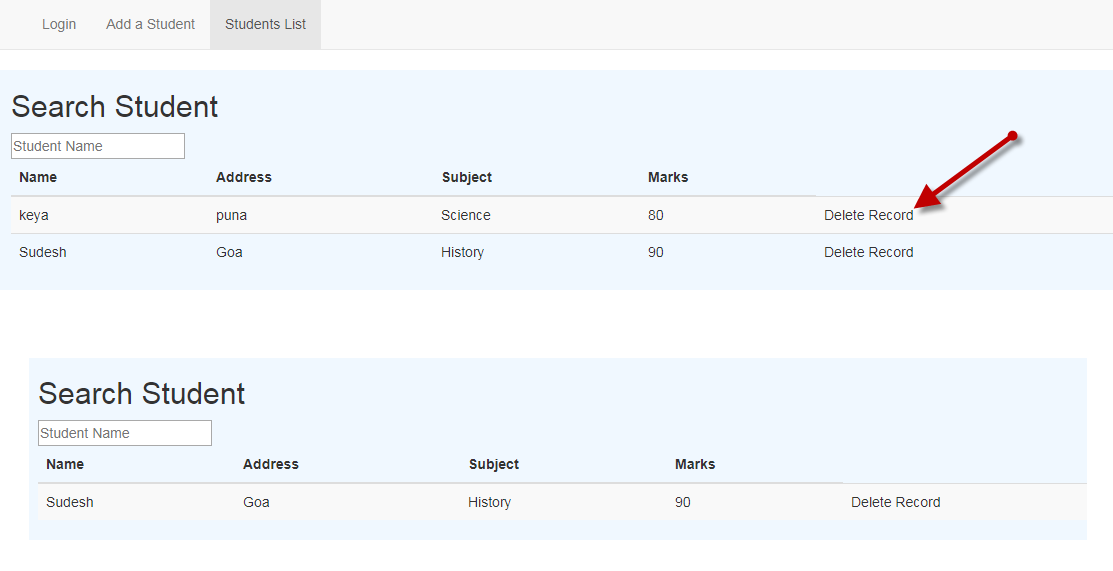 Login Add a Student Students List
Search Student
Student Name
Name Address Subject Marks
keya puna Science 80 Delete Record
Sudesh Goa History 90 Delete Record
Search Student
Student Name
Name Address Subject Marks
Sudesh Goa History 90 Delete Record